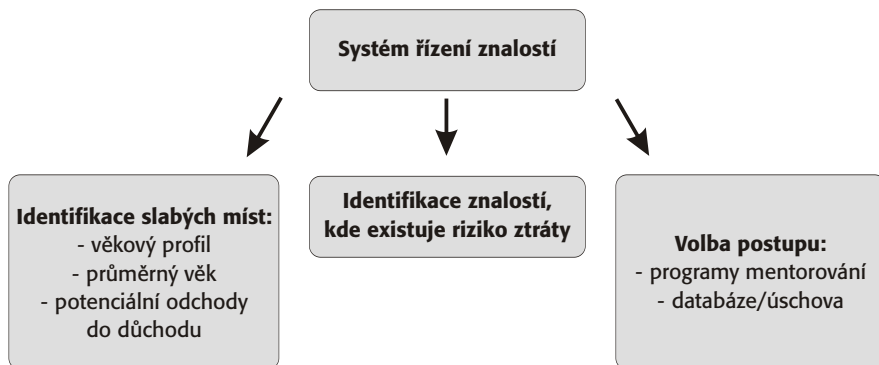 Systém řízení znalostí
Identifikace slabých míst:
- věkový profil
- průměrný věk
- potenciální odchody
do důchodu
Identifikace znalostí,
kde existuje riziko ztráty
Volba postupu:
- programy mentorování
- databáze/úschova